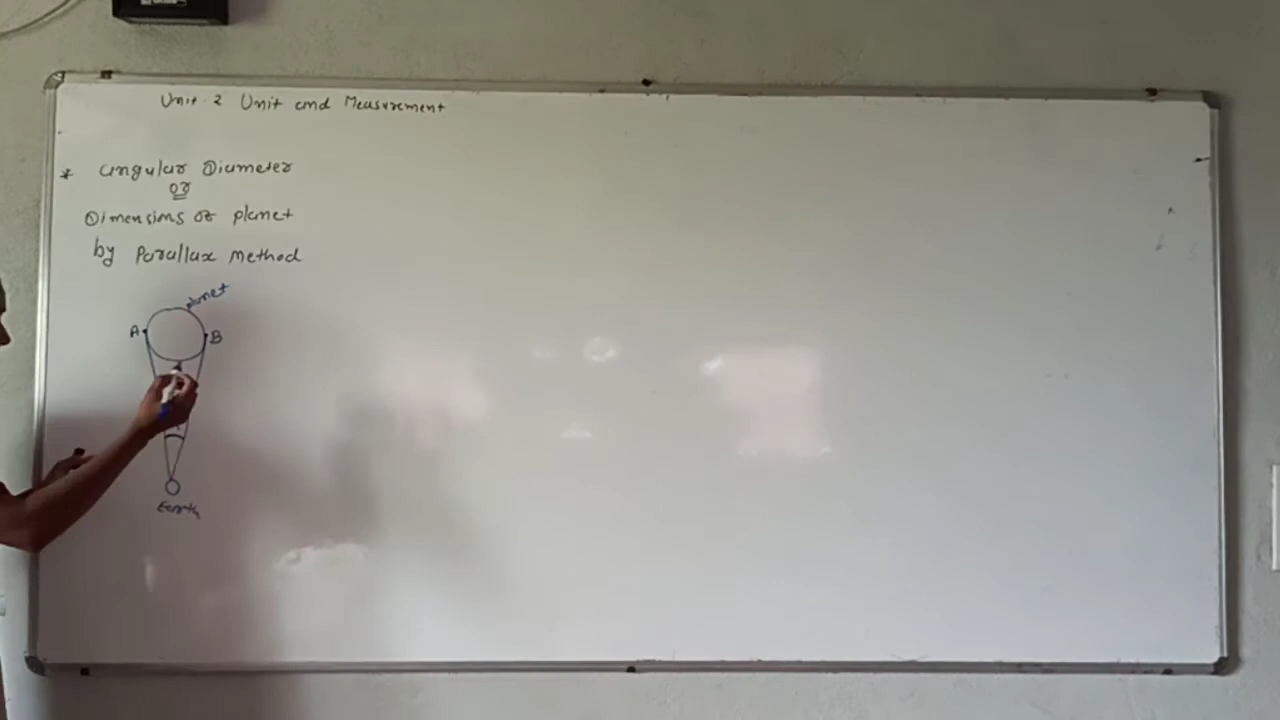 Unit. 2 Unit and Measurement
* Angular Diameter
or
Dimensions of planet
by Parallax method
planet
A
B
Earth